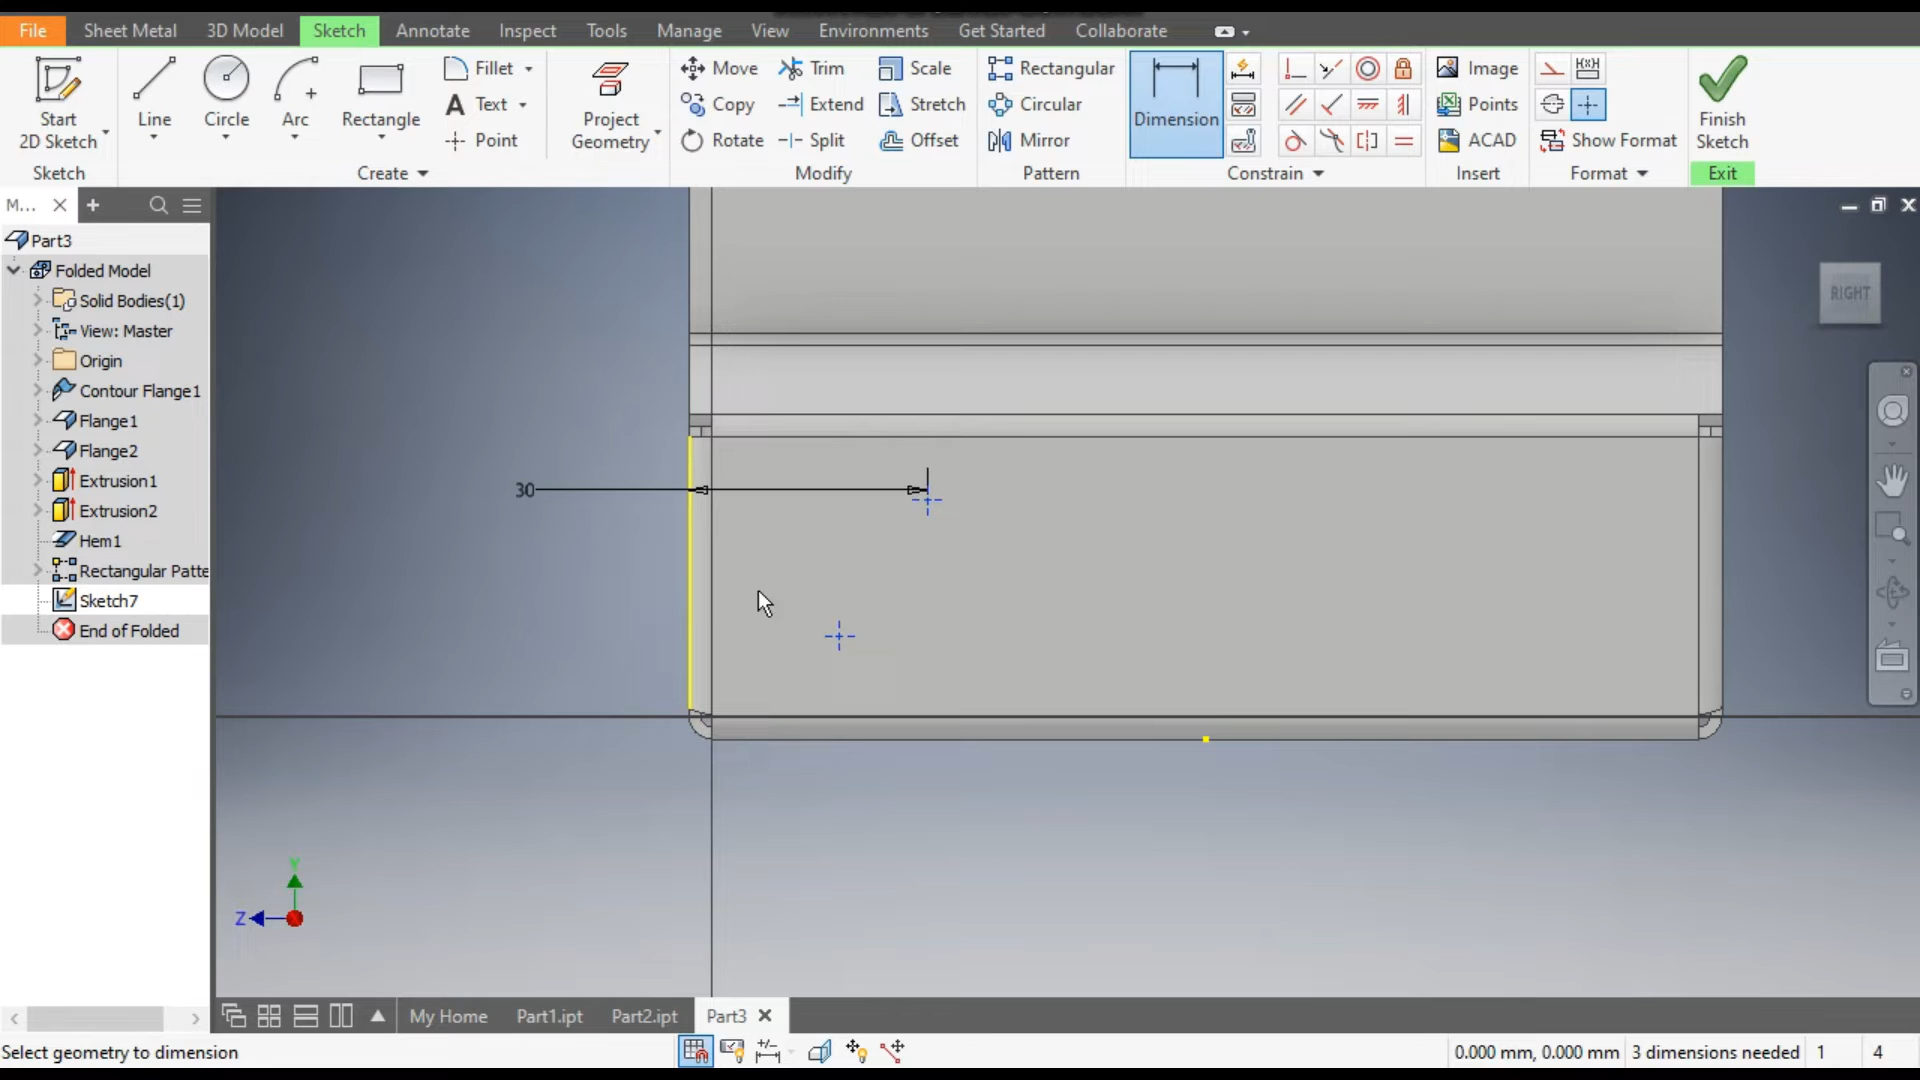 File Sheet Metal 3D Model Sketch Annotate Inspect Tools Manage View Environments Get Started Collaborate
Start
2D Sketch
Line
Circle
Arc
Rectangle
Fillet
Text
Point
Project
Geometry
Move
Copy
Rotate
Trim
Extend
Split
Scale
Stretch
Offset
Rectangular
Circular
Mirror
Dimension
Image
Points
ACAD
Show Format
Finish
Sketch
Sketch Create Modify Pattern Constrain Insert Format Exit
M...
Part3
Folded Model
Solid Bodies(1)
View: Master
Origin
Contour Flange1
Flange1
Flange2
Extrusion1
Extrusion2
Hem1
Rectangular Patte
Sketch7
End of Folded
RIGHT
30
Y
Z
My Home Part1.ipt Part2.ipt Part3
Select geometry to dimension
0.000 mm, 0.000 mm 3 dimensions needed 1 4